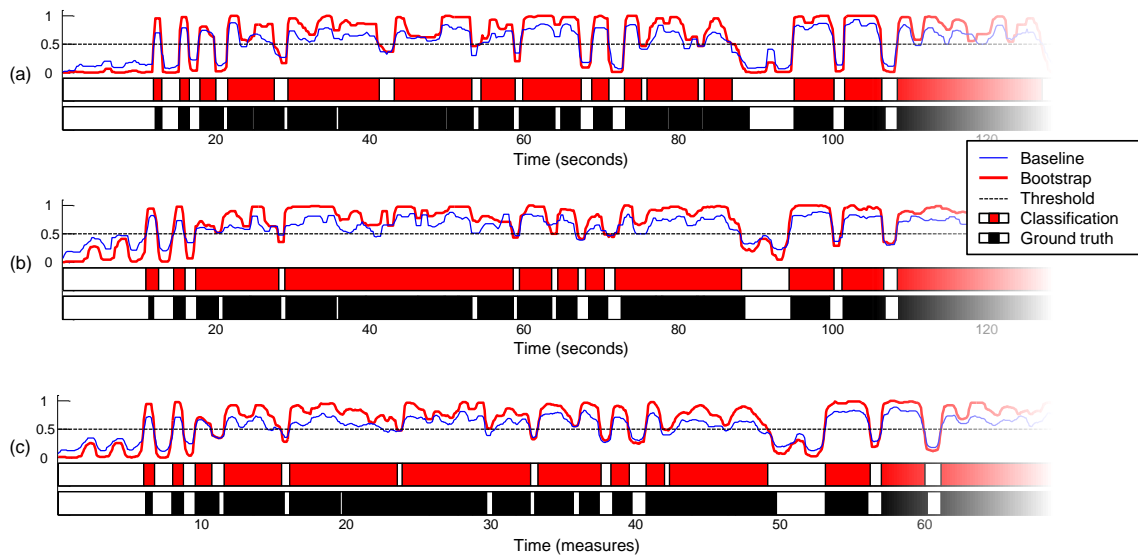 1
0.5
0
(a)
20 40 60 80 100 120
Time (seconds)
Baseline
Bootstrap
Threshold
Classification
Ground truth
1
0.5
0
(b)
20 40 60 80 100 120
Time (seconds)
1
0.5
0
(c)
10 20 30 40 50 60
Time (measures)